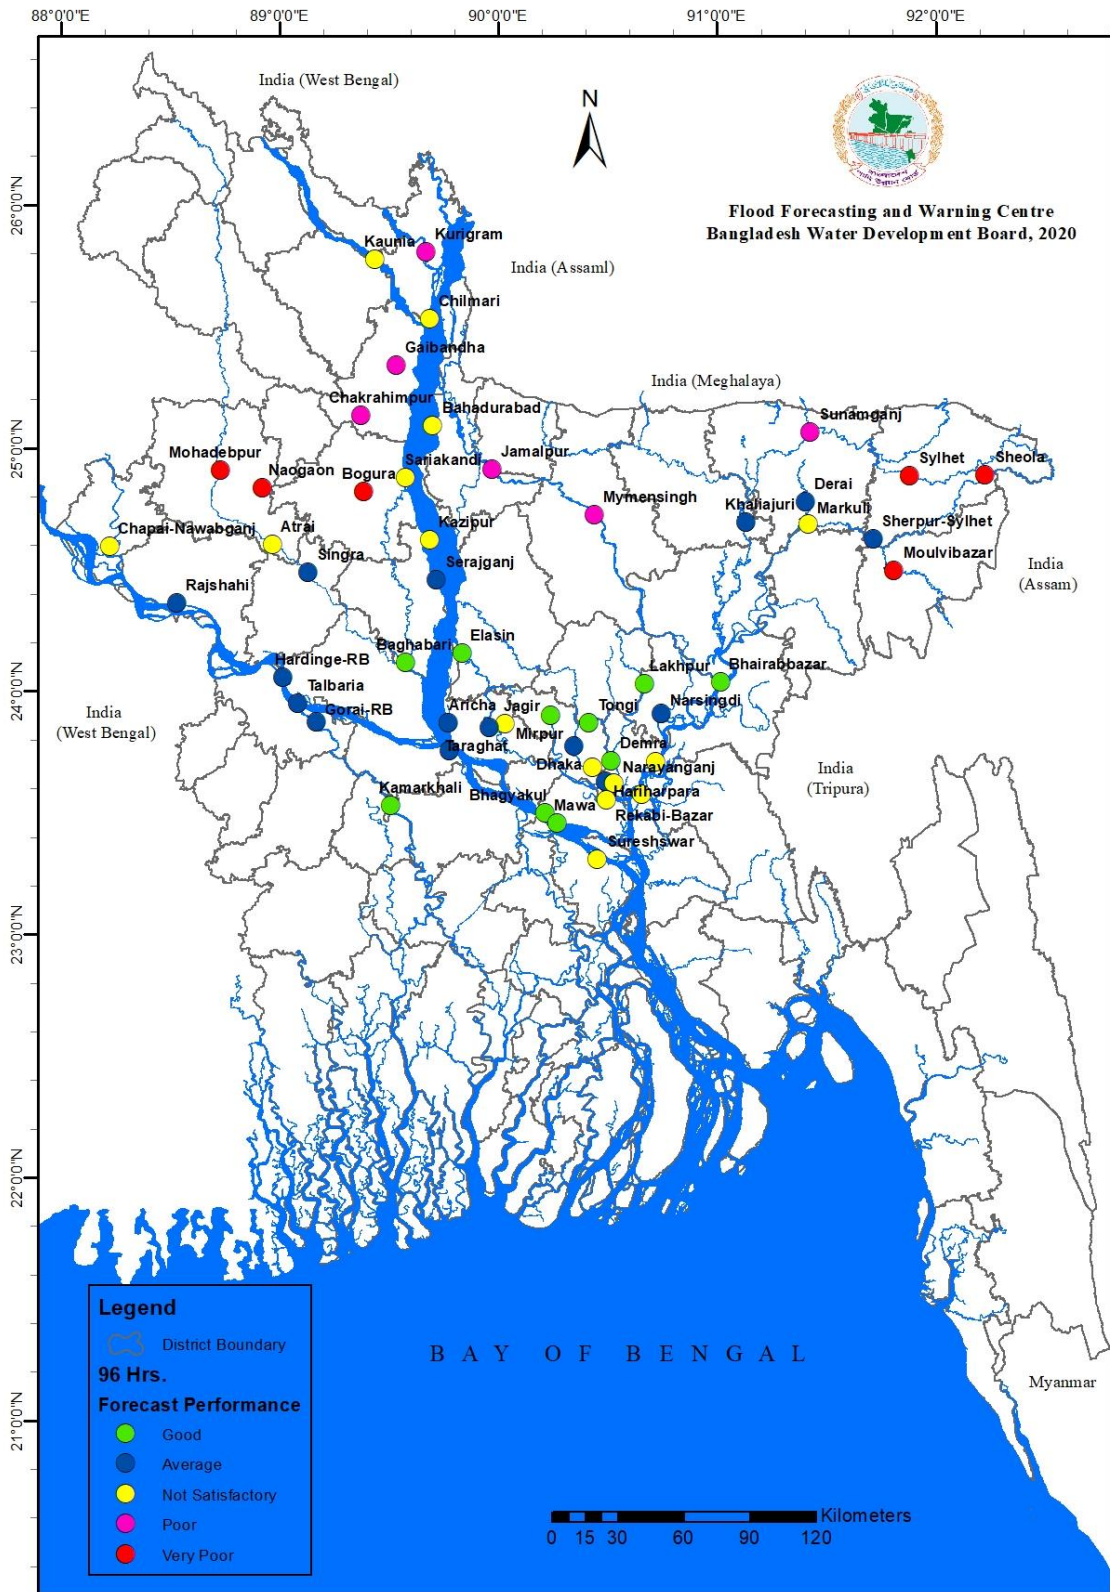 88°0'0"E
89°0'0"E
90°0'0"E
91°0'0"E
92°0'0"E
India (West Bengal)
N
Flood Forecasting and Warning Centre
Bangladesh Water Development Board, 2020
26°0'0"N
Kaunia
Kurigram
India (Assaml)
Chilmari
Gaibandha
India (Meghalaya)
Chakrahimpur
Bahadurabad
Sunamganj
25°0'0"N
Mohadebpur
Naogaon
Bogura
Sariakandi
Jamalpur
Sylhet
Sheola
Mymensingh
Khaliajuri
Derai
Markuli
Chapai-Nawabganj
Atrai
Kazipur
Sherpur-Sylhet
Singra
Serajganj
Moulvibazar
India
(Assam)
Rajshahi
Baghabari
Elasin
Hardinge-RB
Lakhpur
Bhairabbazar
24°0'0"N
Talbaria
India
(West Bengal)
Gorai-RB
Aricha
Jagir
Tongi
Narsingdi
Taraghat
Mirpur
Demra
Dhaka
Narayanganj
India
(Tripura)
Kamarkhali
Bhagyakul
Mawa
Hariharpara
Rekabi-Bazar
Sureshswar
23°0'0"N
22°0'0"N
Legend
District Boundary
96 Hrs.
Forecast Performance
Good
Average
Not Satisfactory
Poor
Very Poor
BAY OF BENGAL
Myanmar
21°0'0"N
Kilometers
0 15 30 60 90 120